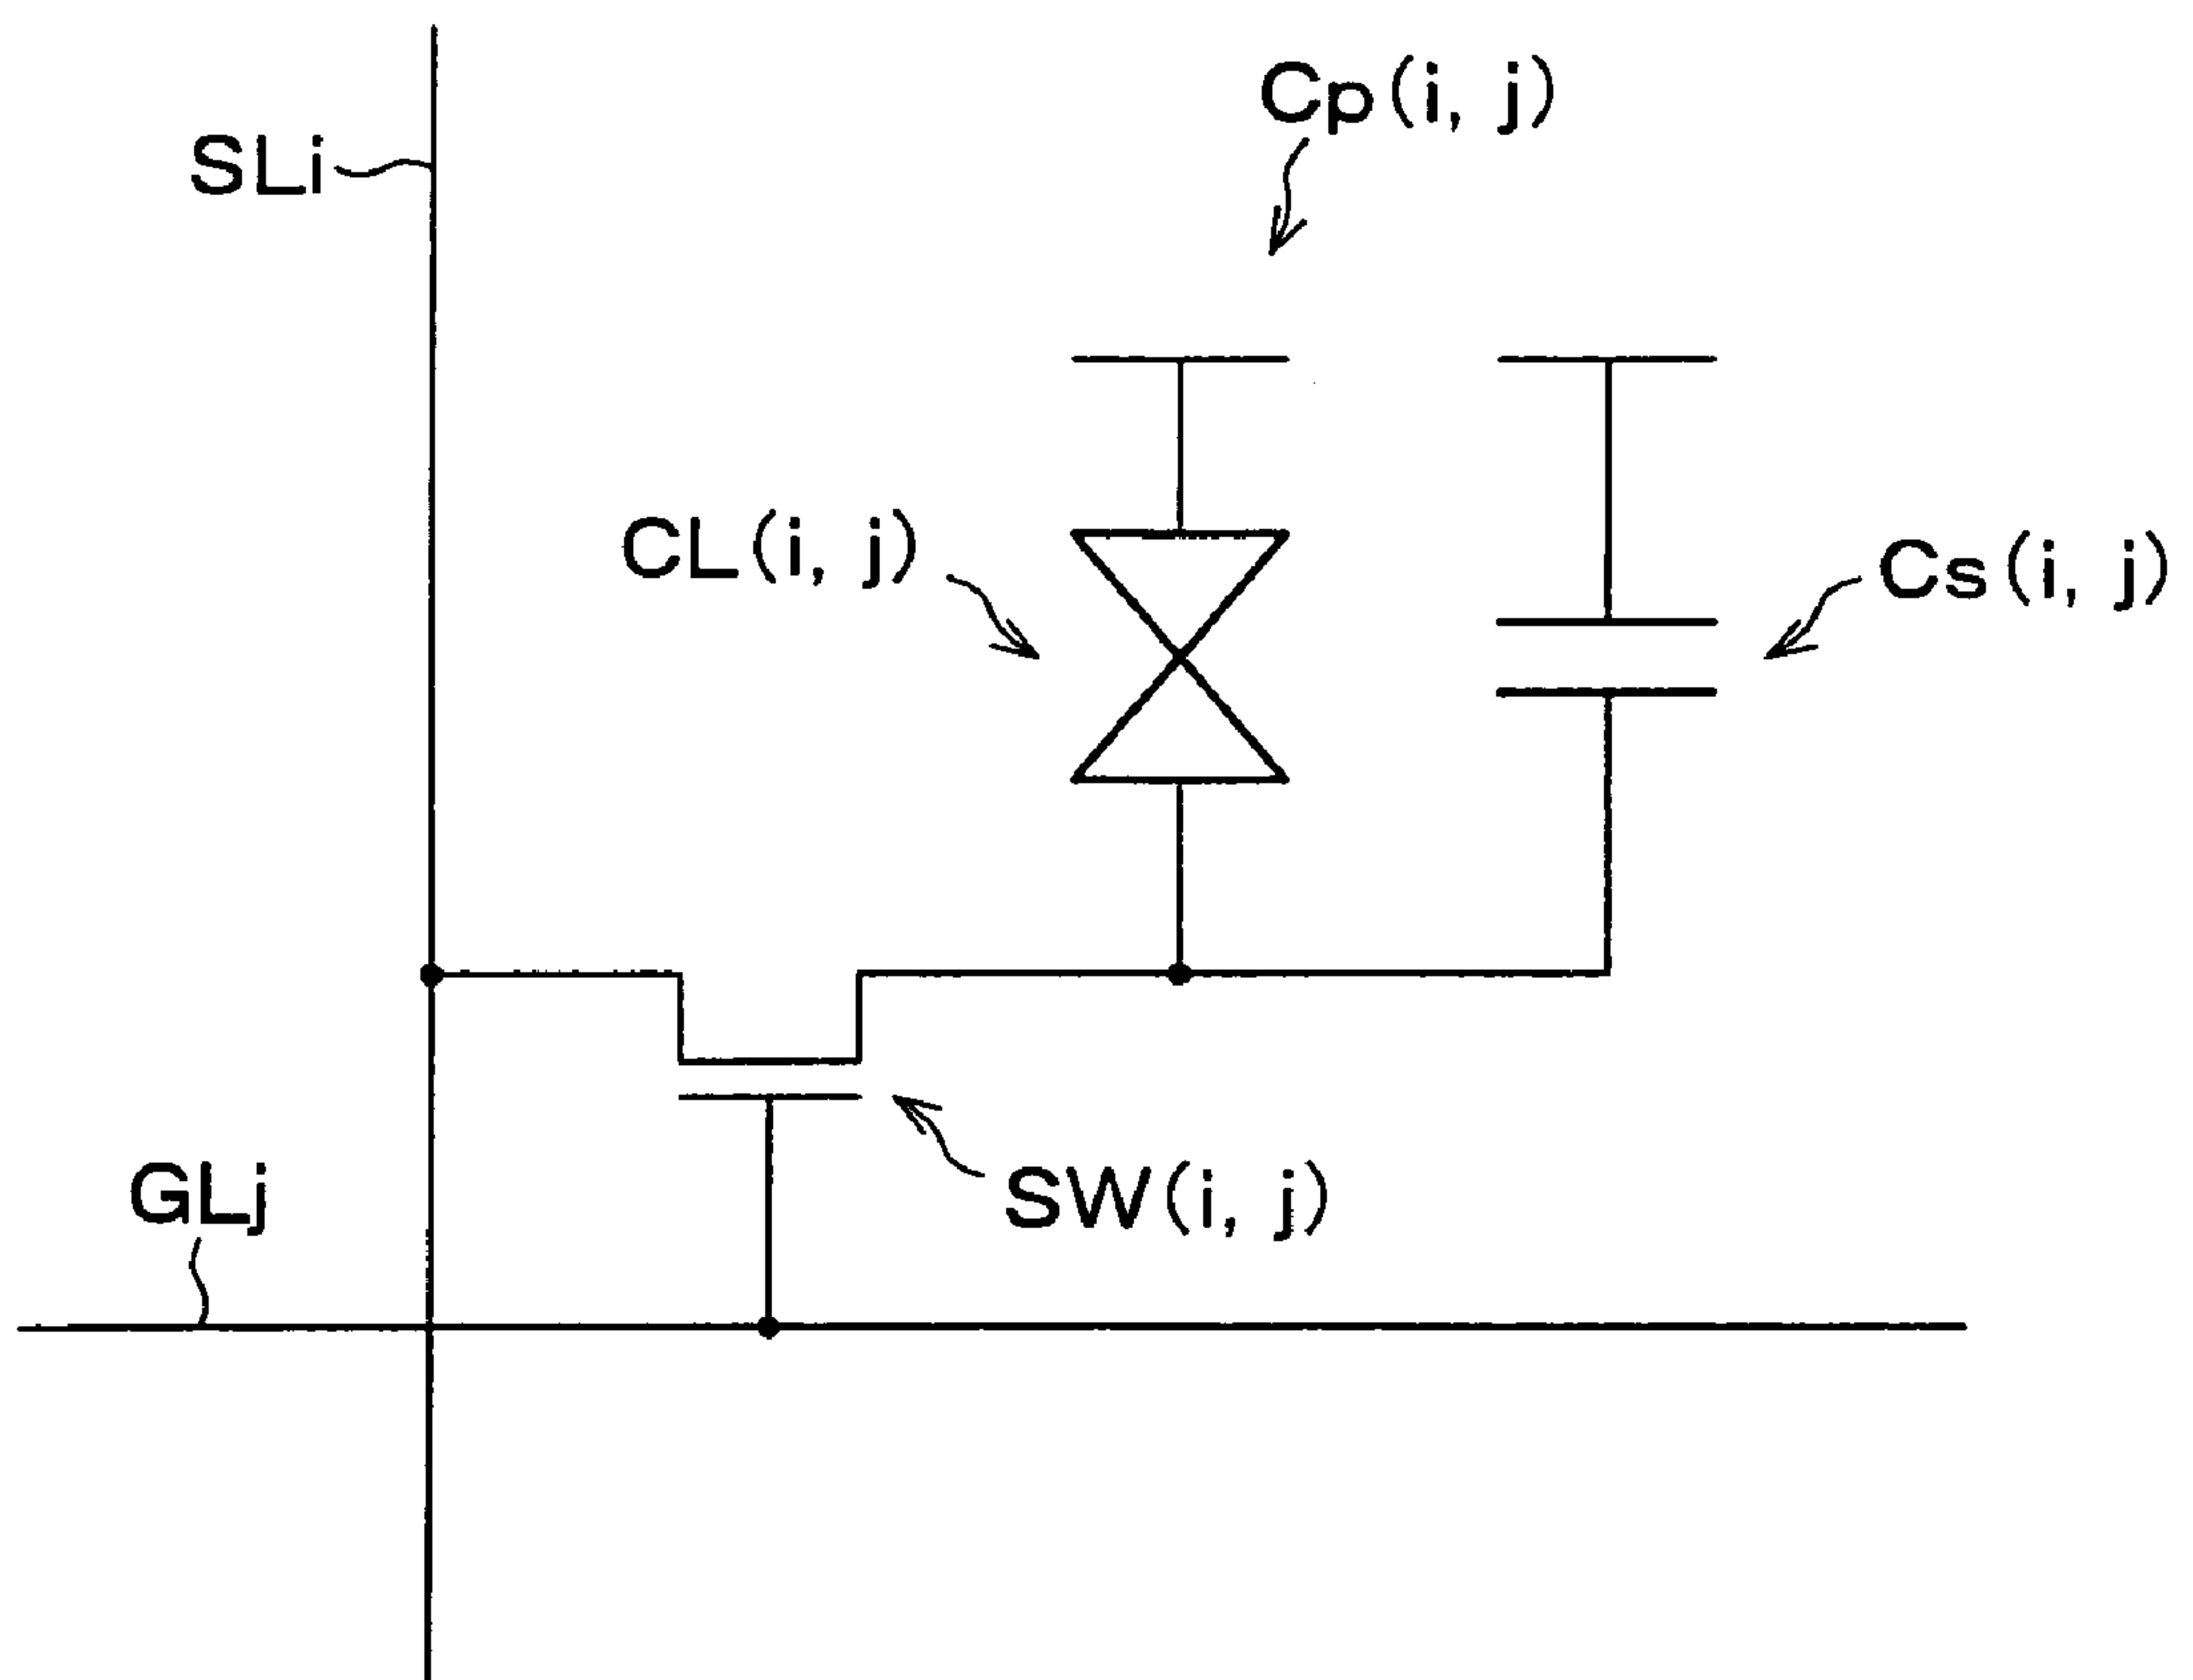 Cp(i, j)
SLi
CL(i, j)
Cs(i, j)
GLj
SW(i, j)